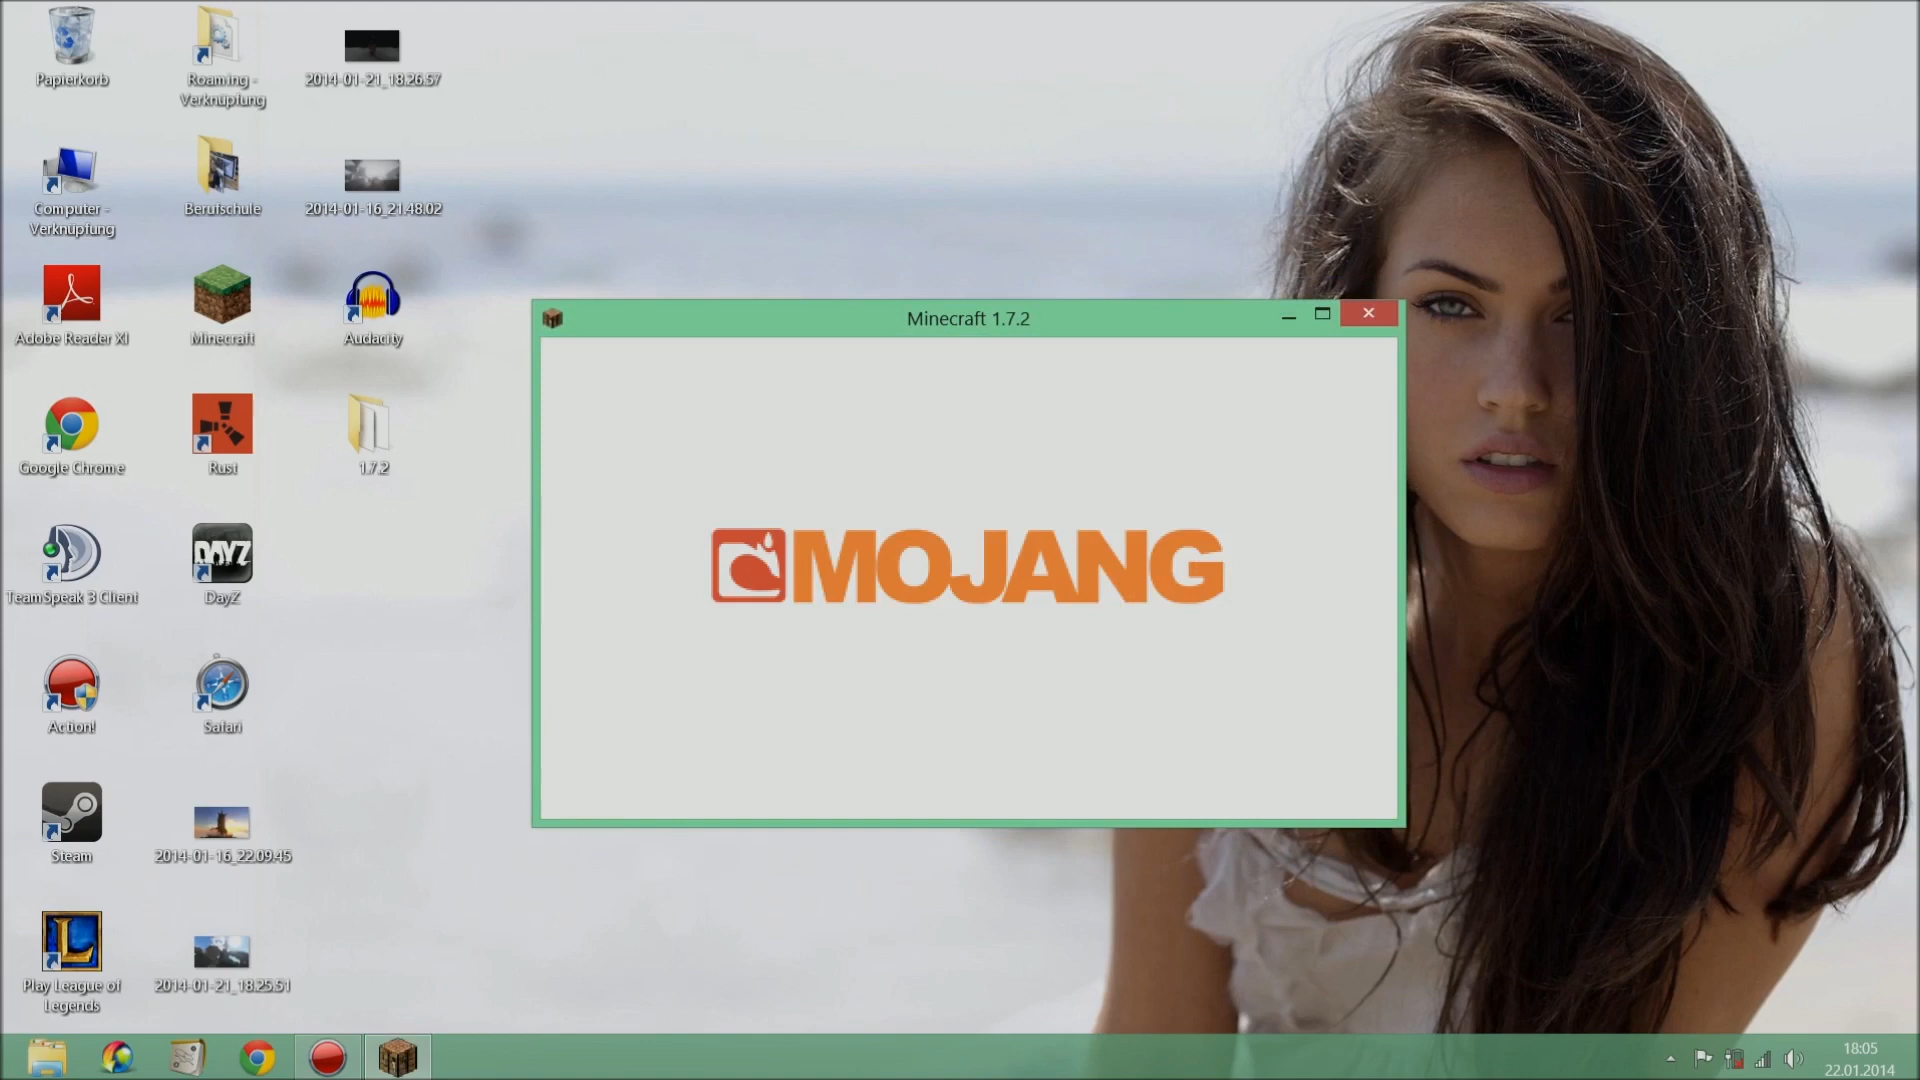 Papierkorb
Roaming -
Verknüpfung
2014-01-21_18.26.57
Computer -
Verknüpfung
Berufschule
2014-01-16_21.48.02
Adobe Reader XI
Minecraft
Audacity
Google Chrome
Rust
1.7.2
TeamSpeak 3 Client
DAYZ
DayZ
Action!
Safari
Steam
2014-01-16_22.09.45
Play League of
Legends
2014-01-21_18.25.51
Minecraft 1.7.2
MOJANG
18:05
22.01.2014